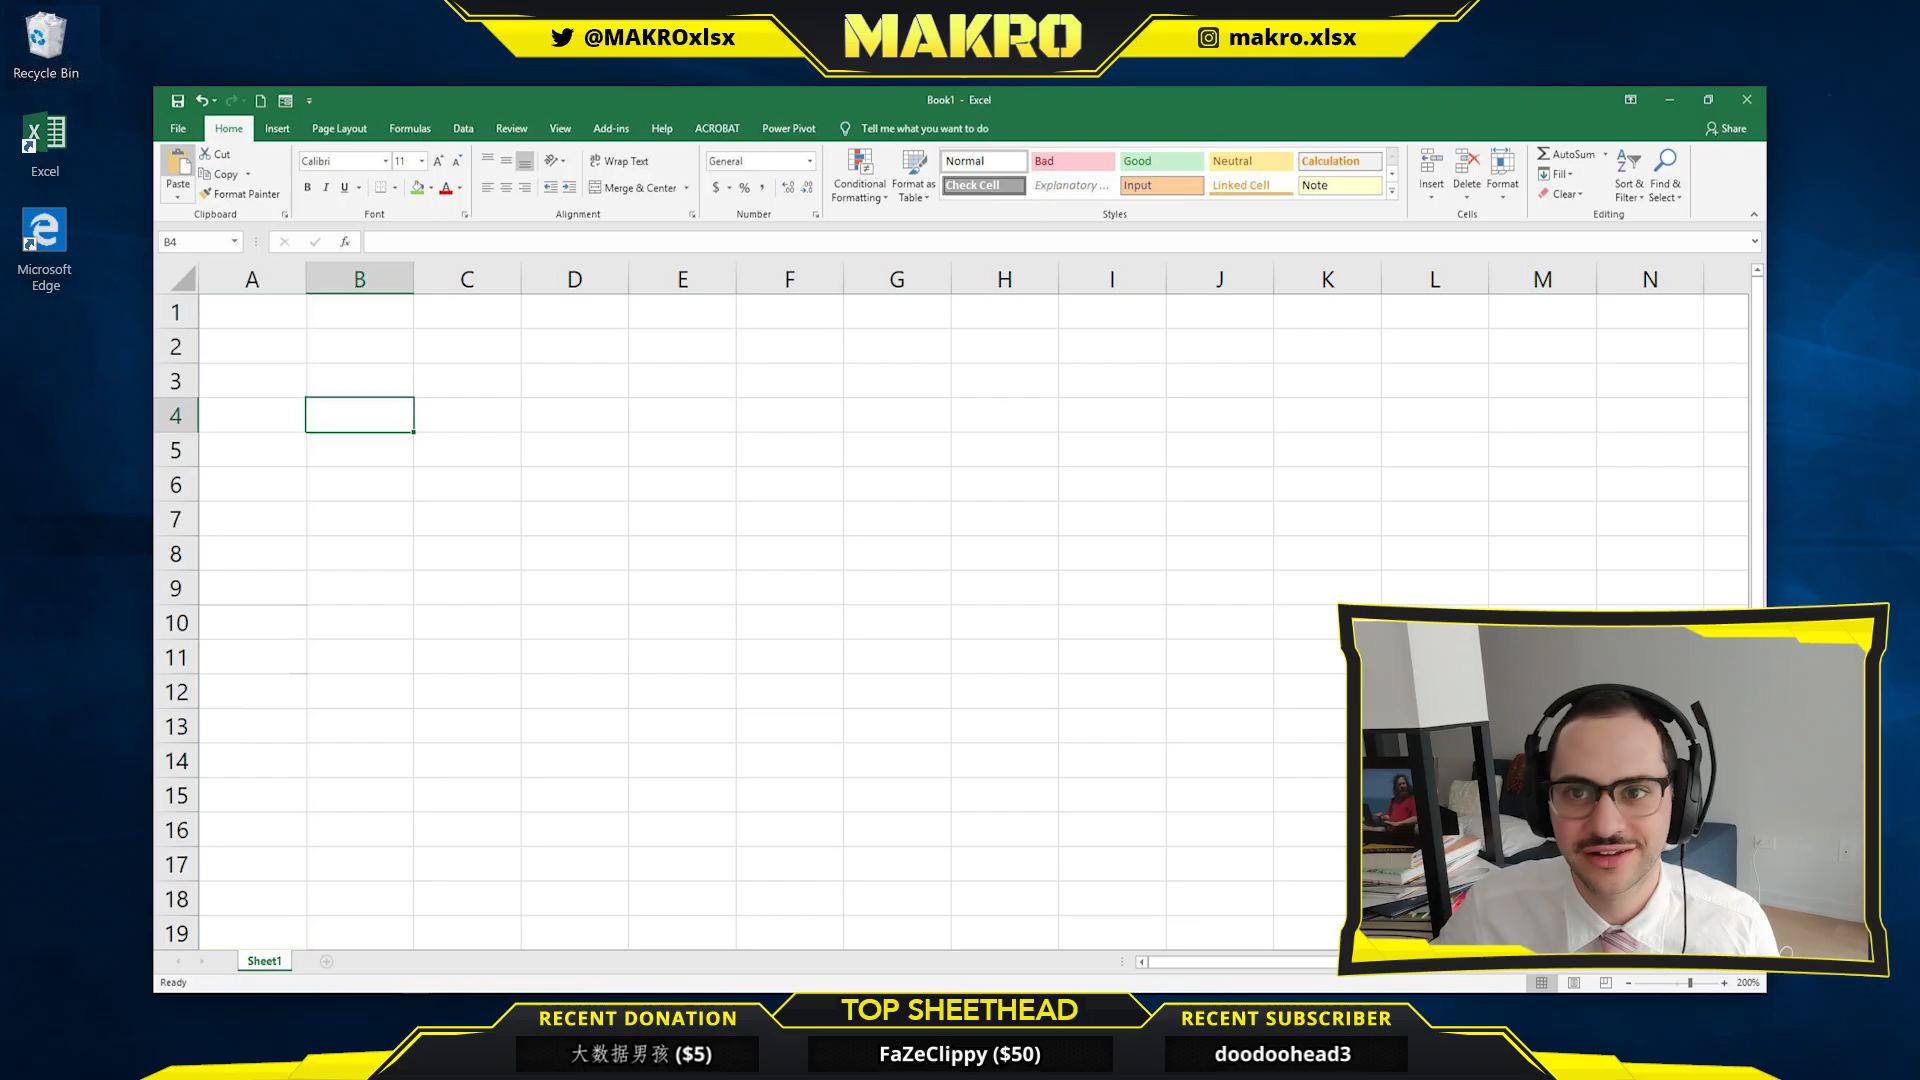 @MAKROxlsx
MAKRO
makro.xlsx
Recycle Bin
Excel
Microsoft
Edge
Book1 - Excel
File Home Insert Page Layout Formulas Data Review View Add-ins Help ACROBAT Power Pivot Tell me what you want to do Share
Paste
Cut
Copy
Format Painter
Clipboard
Calibri 11
B I U A
Font
Wrap Text
Merge & Center
Alignment
General
$ % ,
Number
Conditional
Formatting
Format as
Table
Normal Bad Good Neutral Calculation
Check Cell Explanatory ... Input Linked Cell Note
Styles
Insert Delete Format
Cells
AutoSum
Fill
Clear
Sort &
Filter
Find &
Select
Editing
B4 fx
A B C D E F G H I J K L M N
1
2
3
4
5
6
7
8
9
10
11
12
13
14
15
16
17
18
19
Sheet1
Ready
200%
RECENT DONATION
大数据男孩 ($5)
TOP SHEETHEAD
FaZeClippy ($50)
RECENT SUBSCRIBER
doodoohead3